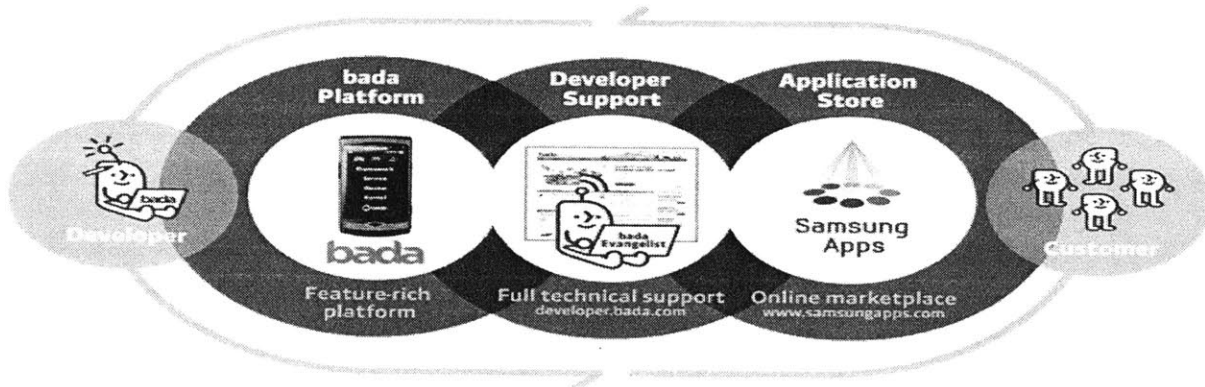 bada
Platform
Developer
Support
Application
Store
bada
Developer
bada
bada
Evangelist
Samsung
Apps
Customer
Feature-rich
platform
Full technical support
developer.bada.com
Online marketplace
www.samsungapps.com